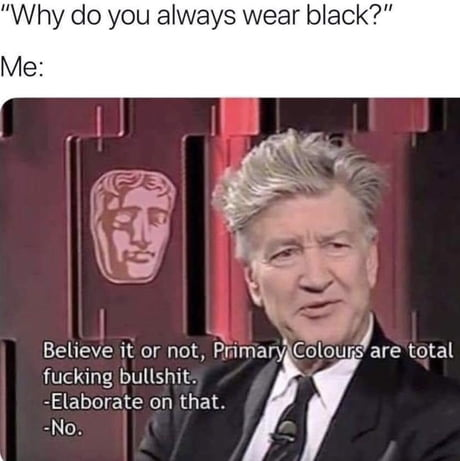 "Why do you always wear black?"
Me:
Believe it or not, Primary Colours are total
fucking bullshit.
-Elaborate on that.
-No.